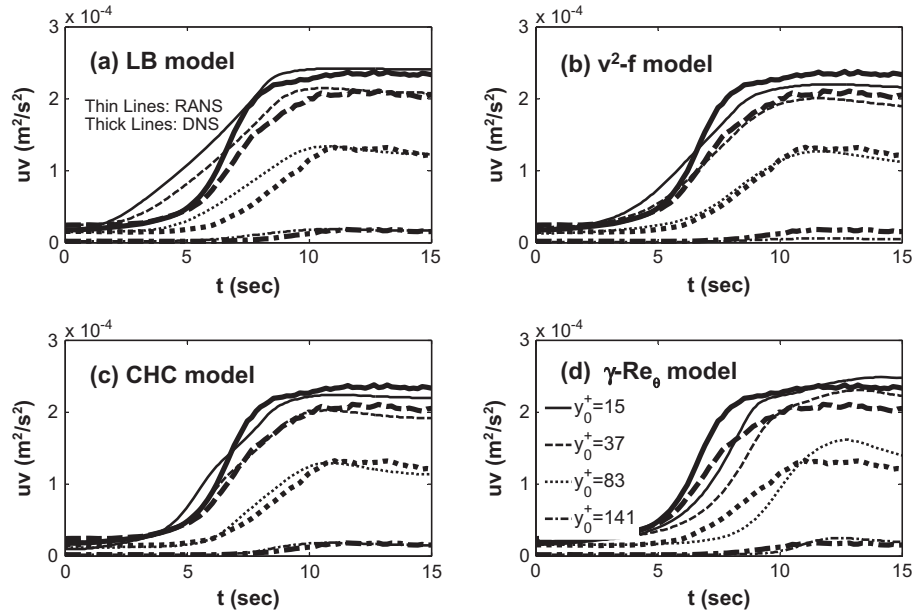 x 10⁻⁴
x 10⁻⁴
3
2
1
0
uv (m²/s²)
(a) LB model
Thin Lines: RANS
Thick Lines: DNS
0 5 10 15
t (sec)
3
2
1
0
uv (m²/s²)
(b) v²-f model
0 5 10 15
t (sec)
x 10⁻⁴
x 10⁻⁴
3
2
1
0
uv (m²/s²)
(c) CHC model
0 5 10 15
t (sec)
3
2
1
0
uv (m²/s²)
(d) γ-Reθ model
y₀⁺=15
y₀⁺=37
y₀⁺=83
y₀⁺=141
0 5 10 15
t (sec)